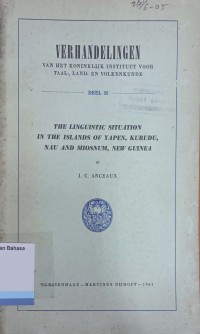 VERHANDELINGEN
VAN HET KONINKLIJK INSTITUUT VOOR
TAAL-, LAND- EN VOLKENKUNDE
DEEL 35
THE LINGUISTIC SITUATION
IN THE ISLANDS OF YAPEN, KURUDU,
NAU AND MIOSNUM, NEW GUINEA
BY
J. C. ANCEAUX
an Bahasa
'S-GRAVENHAGE - MARTINUS NIJHOFF - 1961